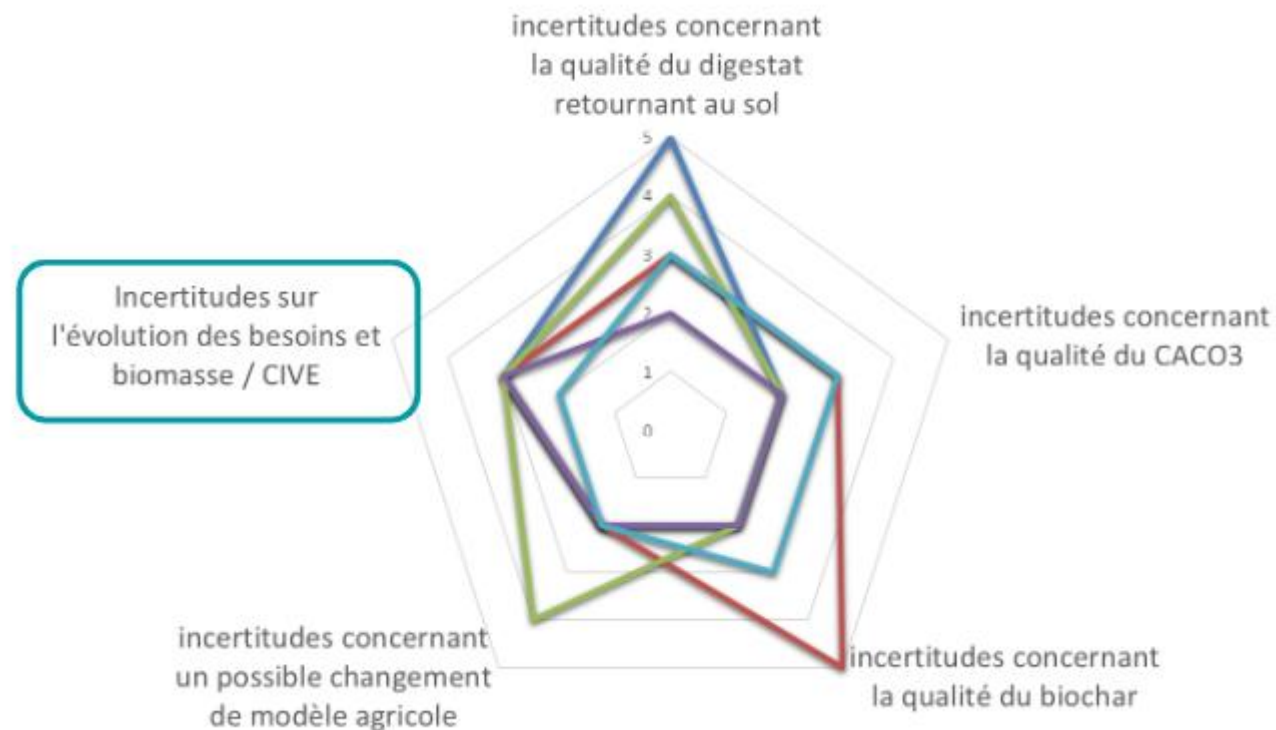 incertitudes concernant
la qualité du digestat
retournant au sol
5
4
3
2
1
0
incertitudes concernant
la qualité du CACO3
incertitudes concernant
la qualité du biochar
incertitudes concernant
un possible changement
de modèle agricole
Incertitudes sur
l'évolution des besoins et
biomasse / CIVE